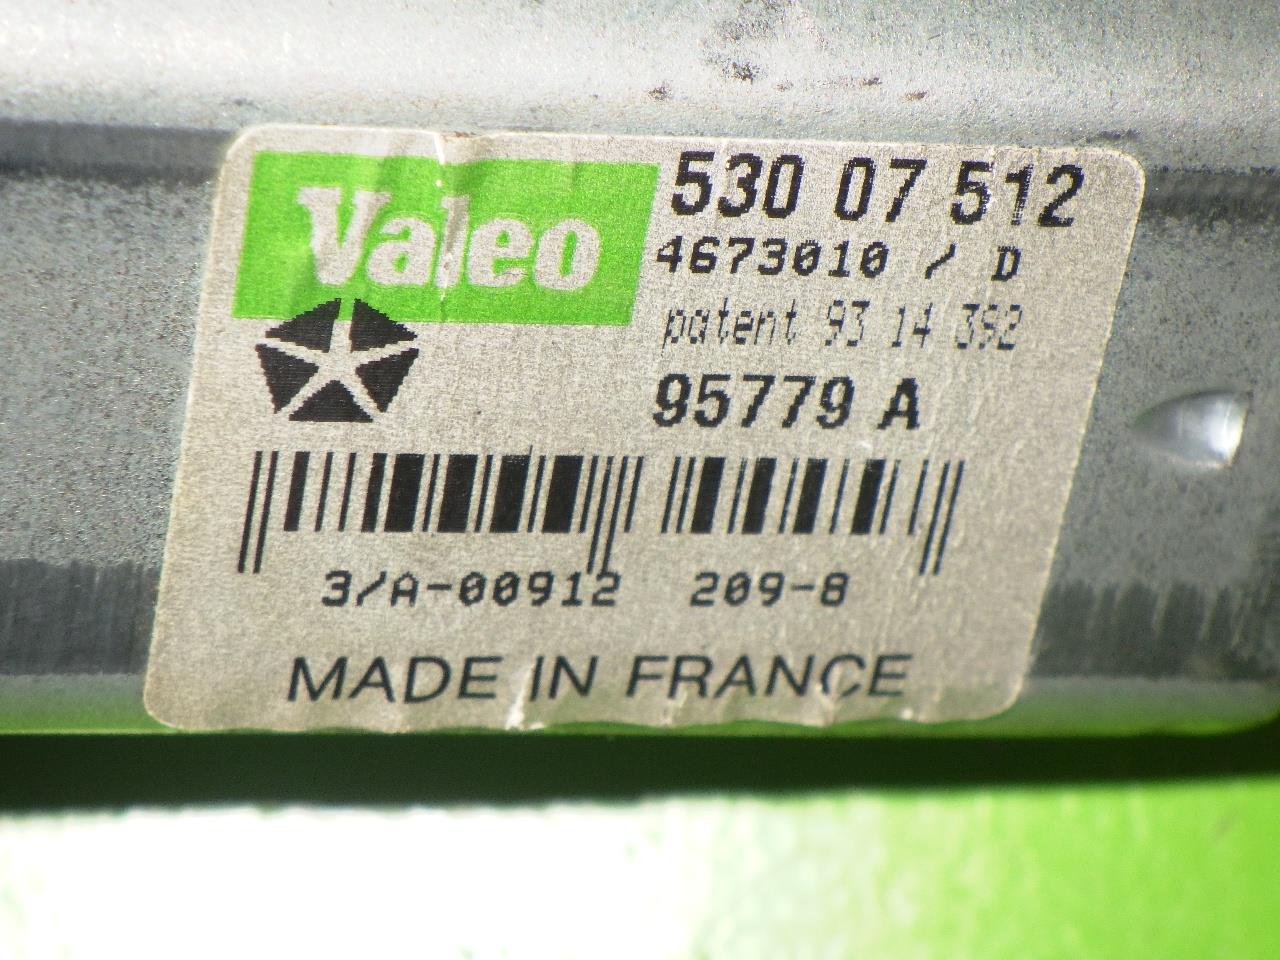 Valeo
530 07 512
4673010 / D
patent 93 14 392
95779 A
3/A-00912 209-8
MADE IN FRANCE